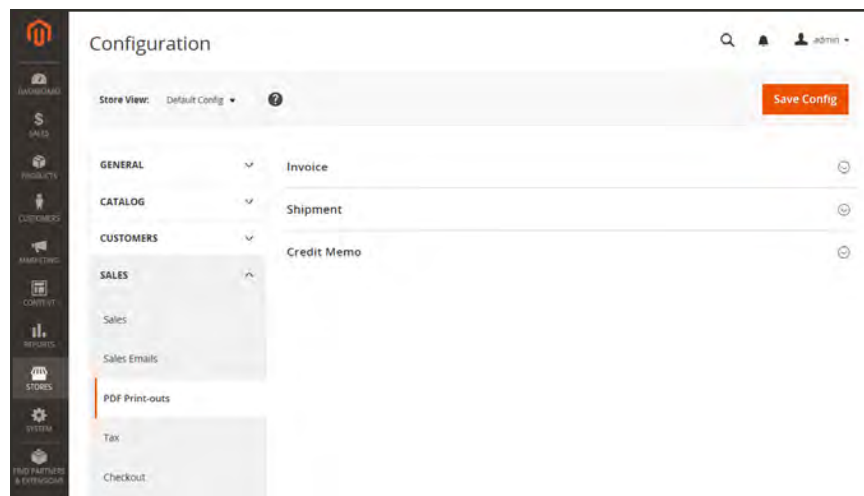 Configuration
admin
Store View: Default Config
Save Config
DASHBOARD
SALES
PRODUCTS
CUSTOMERS
MARKETING
CONTENT
REPORTS
STORES
SYSTEM
FIND PARTNERS
& EXTENSIONS
GENERAL
CATALOG
CUSTOMERS
SALES
Sales
Sales Emails
PDF Print-outs
Tax
Checkout
Invoice
Shipment
Credit Memo